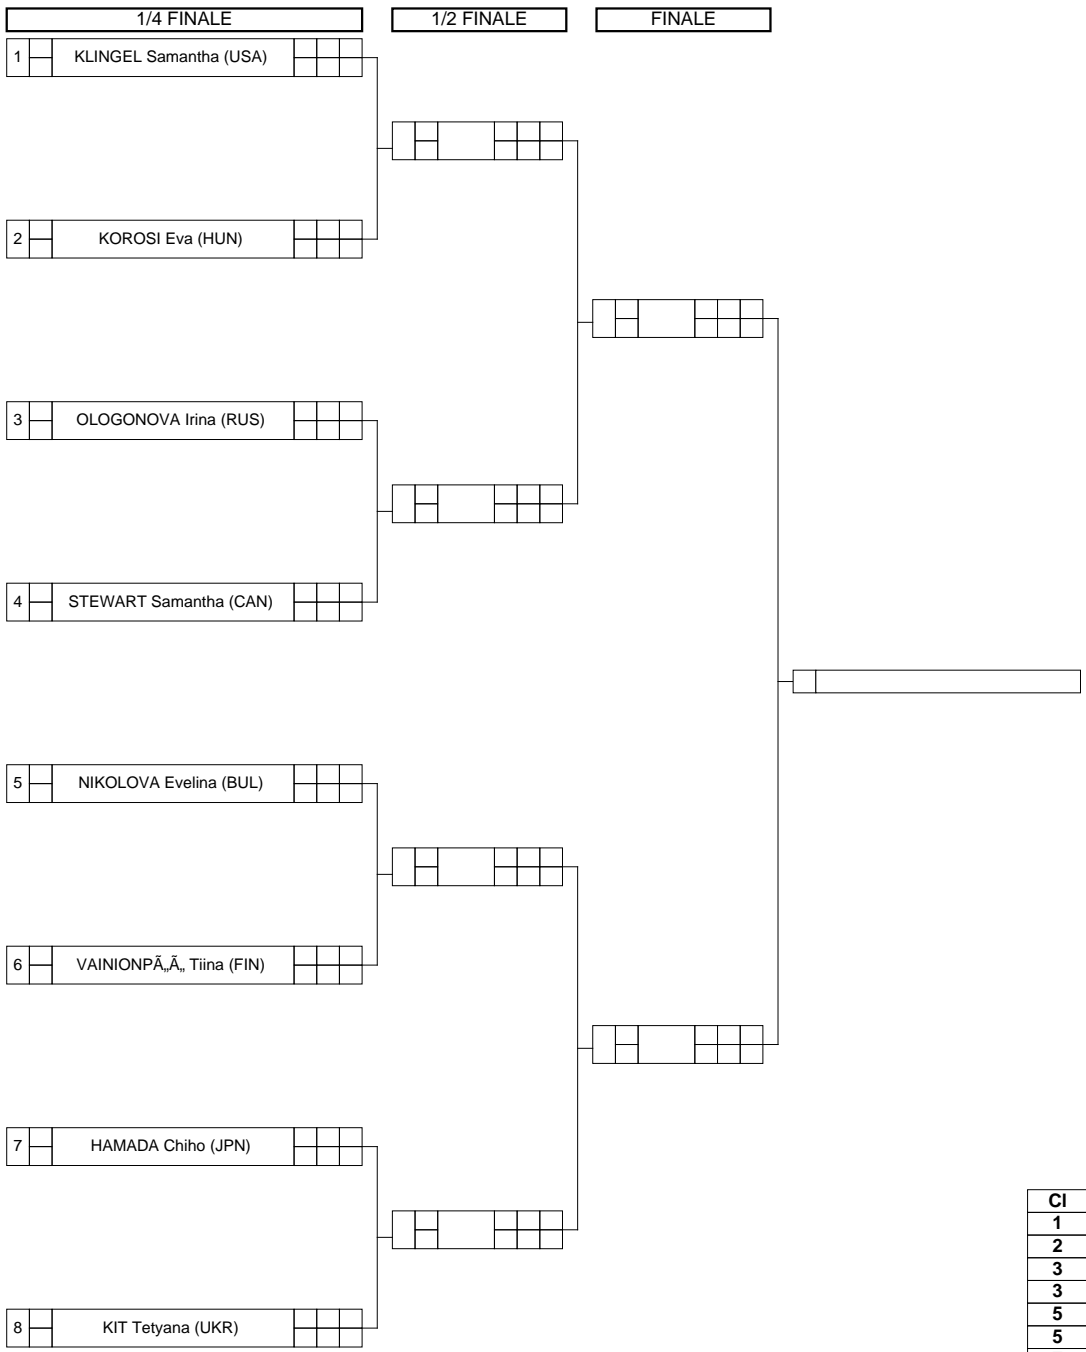 1/4 FINALE 1/2 FINALE FINALE
1 KLINGEL Samantha (USA)
2 KOROSI Eva (HUN)
3 OLOGONOVA Irina (RUS)
4 STEWART Samantha (CAN)
5 NIKOLOVA Evelina (BUL)
6 VAINIONPÃ„Ã„ Tiina (FIN)
7 HAMADA Chiho (JPN)
8 KIT Tetyana (UKR)
Cl
1
2
3
3
5
5